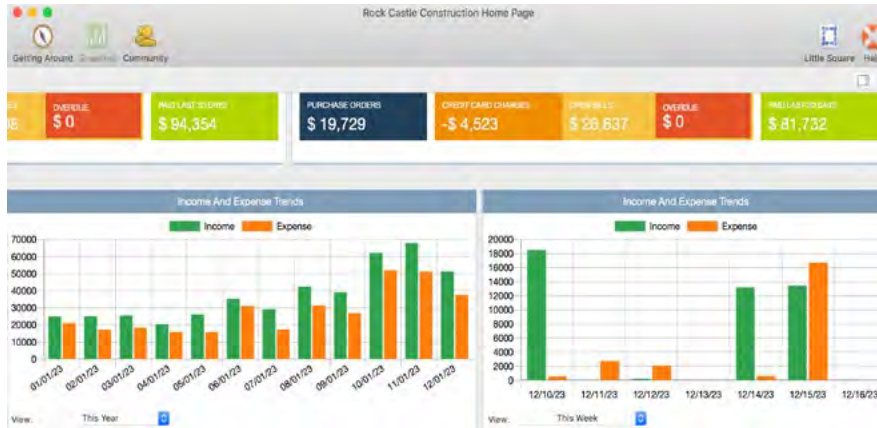 Rock Castle Construction Home Page
Getting Around Community
Little Square Hel
OVERDUE
$ 0
PAID LAST 30 DAYS
$ 94,354
PURCHASE ORDERS
$ 19,729
CREDIT CARD CHARGES
-$ 4,523
OPEN BILLS
$ 26,637
OVERDUE
$ 0
PAID LAST 30 DAYS
$ 81,732
Income And Expense Trends
Income Expense
70000
60000
50000
40000
30000
20000
10000
0
01/01/23 02/01/23 03/01/23 04/01/23 05/01/23 06/01/23 07/01/23 08/01/23 09/01/23 10/01/23 11/01/23 12/01/23
View: This Year
Income And Expense Trends
Income Expense
20000
18000
16000
14000
12000
10000
8000
6000
4000
2000
0
12/10/23 12/11/23 12/12/23 12/13/23 12/14/23 12/15/23 12/16/23
View: This Week